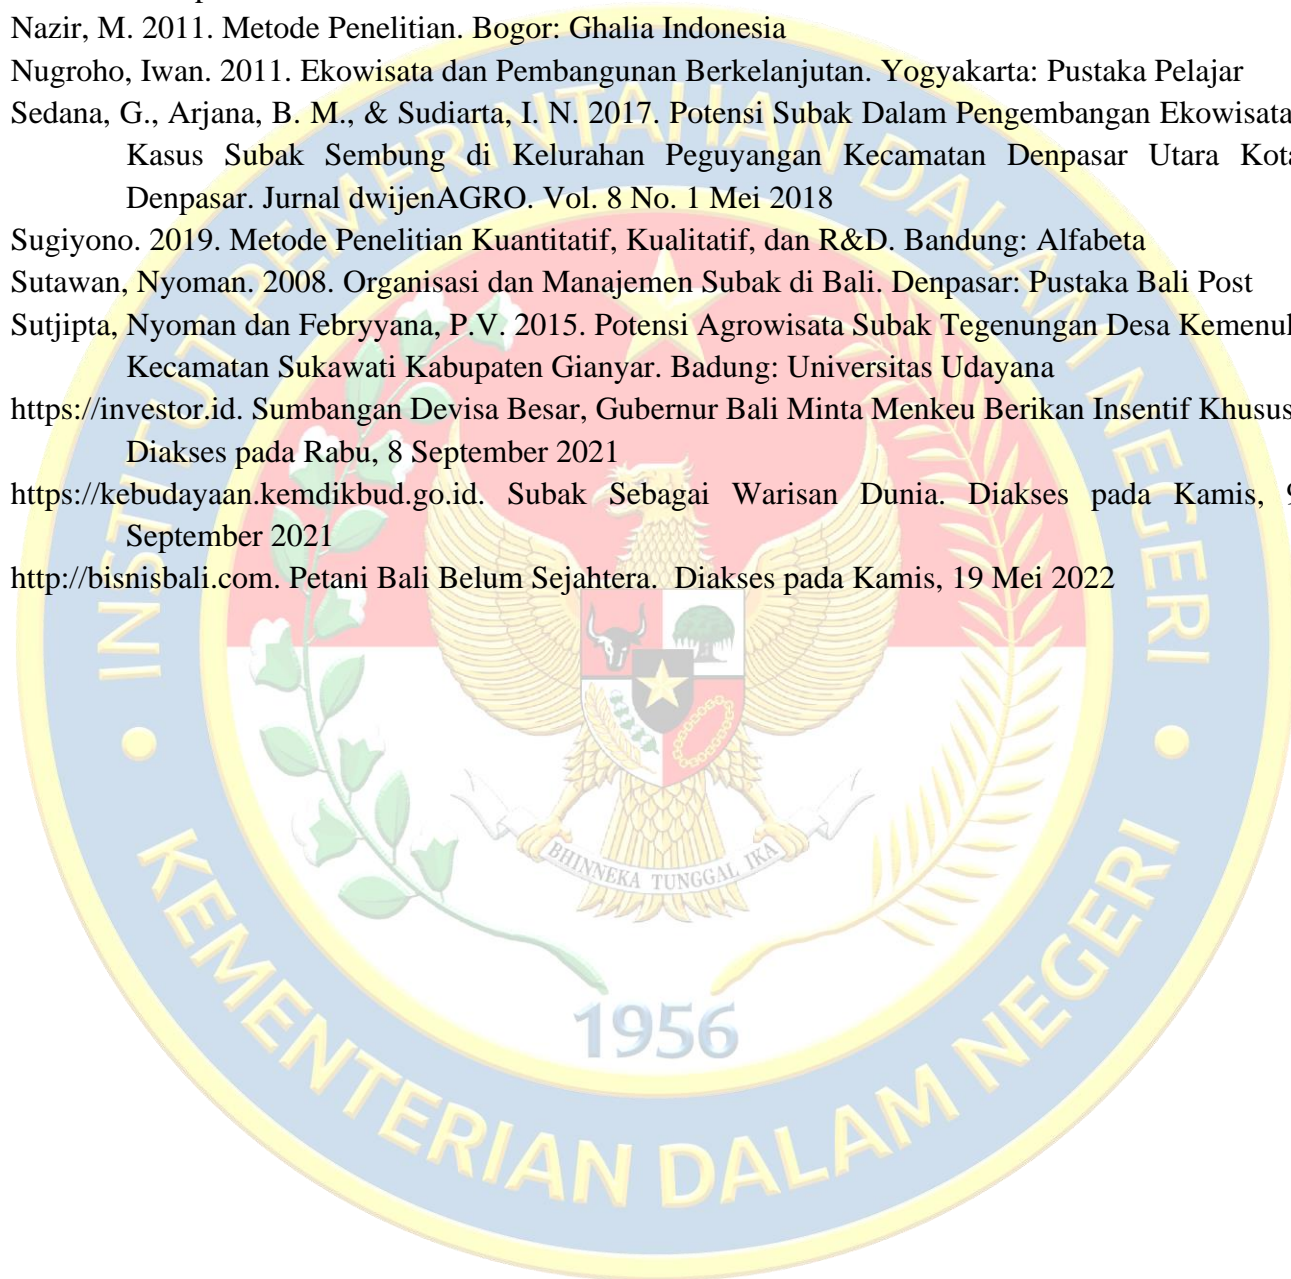 Nazir, M. 2011. Metode Penelitian. Bogor: Ghalia Indonesia
Nugroho, Iwan. 2011. Ekowisata dan Pembangunan Berkelanjutan. Yogyakarta: Pustaka Pelajar
Sedana, G., Arjana, B. M., & Sudiarta, I. N. 2017. Potensi Subak Dalam Pengembangan Ekowisata
Kasus Subak Sembung di Kelurahan Peguyangan Kecamatan Denpasar Utara Kota
Denpasar. Jurnal dwijenAGRO. Vol. 8 No. 1 Mei 2018
Sugiyono. 2019. Metode Penelitian Kuantitatif, Kualitatif, dan R&D. Bandung: Alfabeta
Sutawan, Nyoman. 2008. Organisasi dan Manajemen Subak di Bali. Denpasar: Pustaka Bali Post
Sutjipta, Nyoman dan Febryyana, P.V. 2015. Potensi Agrowisata Subak Tegenungan Desa Kemenuh
Kecamatan Sukawati Kabupaten Gianyar. Badung: Universitas Udayana
https://investor.id. Sumbangan Devisa Besar, Gubernur Bali Minta Menkeu Berikan Insentif Khusus
Diakses pada Rabu, 8 September 2021
https://kebudayaan.kemdikbud.go.id. Subak Sebagai Warisan Dunia. Diakses pada Kamis, 9
September 2021
http://bisnisbali.com. Petani Bali Belum Sejahtera. Diakses pada Kamis, 19 Mei 2022
INSTITUT PEMERINTAHAN DALAM NEGERI
BHINNEKA TUNGGAL IKA
1956
KEMENTERIAN DALAM NEGERI